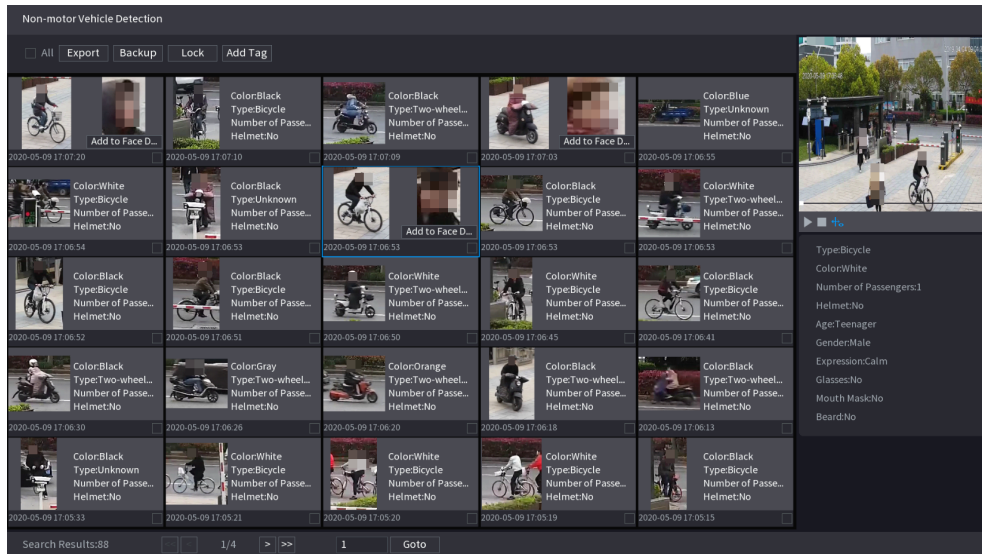 Non-motor Vehicle Detection
All Export Backup Lock Add Tag
Add to Face D...
2020-05-09 17:07:20
Color:Black
Type:Bicycle
Number of Passe...
Helmet:No
2020-05-09 17:07:10
Color:Black
Type:Two-wheel...
Number of Passe...
Helmet:No
2020-05-09 17:07:09
Add to Face D...
2020-05-09 17:07:03
Color:Blue
Type:Unknown
Number of Passe...
Helmet:No
2020-05-09 17:06:55
Color:White
Type:Bicycle
Number of Passe...
Helmet:No
2020-05-09 17:06:54
Color:Black
Type:Unknown
Number of Passe...
Helmet:No
2020-05-09 17:06:53
Add to Face D...
2020-05-09 17:06:53
Color:Black
Type:Bicycle
Number of Passe...
Helmet:No
2020-05-09 17:06:53
Color:White
Type:Two-wheel...
Number of Passe...
Helmet:No
2020-05-09 17:06:53
Color:Black
Type:Bicycle
Number of Passe...
Helmet:No
2020-05-09 17:06:52
Color:Black
Type:Bicycle
Number of Passe...
Helmet:No
2020-05-09 17:06:51
Color:White
Type:Two-wheel...
Number of Passe...
Helmet:No
2020-05-09 17:06:50
Color:White
Type:Bicycle
Number of Passe...
Helmet:No
2020-05-09 17:06:45
Color:Black
Type:Bicycle
Number of Passe...
Helmet:No
2020-05-09 17:06:41
Color:Black
Type:Two-wheel...
Number of Passe...
Helmet:No
2020-05-09 17:06:30
Color:Gray
Type:Two-wheel...
Number of Passe...
Helmet:No
2020-05-09 17:06:26
Color:Orange
Type:Two-wheel...
Number of Passe...
Helmet:No
2020-05-09 17:06:20
Color:Black
Type:Two-wheel...
Number of Passe...
Helmet:No
2020-05-09 17:06:18
Color:Black
Type:Two-wheel...
Number of Passe...
Helmet:No
2020-05-09 17:06:13
Color:Black
Type:Unknown
Number of Passe...
Helmet:No
2020-05-09 17:05:33
Color:White
Type:Bicycle
Number of Passe...
Helmet:No
2020-05-09 17:05:21
Color:White
Type:Bicycle
Number of Passe...
Helmet:No
2020-05-09 17:05:20
Color:White
Type:Bicycle
Number of Passe...
Helmet:No
2020-05-09 17:05:19
Color:Black
Type:Bicycle
Number of Passe...
Helmet:No
2020-05-09 17:05:15
Type:Bicycle
Color:White
Number of Passengers:1
Helmet:No
Age:Teenager
Gender:Male
Expression:Calm
Glasses:No
Mouth Mask:No
Beard:No
Search Results:88 1/4 > >> 1 Goto